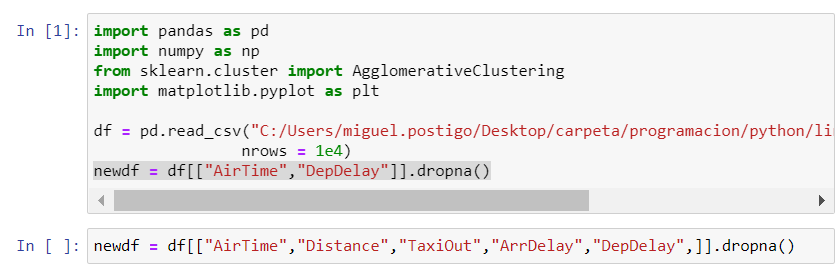 In [1]:
import pandas as pd
import numpy as np
from sklearn.cluster import AgglomerativeClustering
import matplotlib.pyplot as plt
df = pd.read_csv("C:/Users/miguel.postigo/Desktop/carpeta/programacion/python/li
nrows = 1e4)
newdf = df[["AirTime","DepDelay"]].dropna()
In [ ]:
newdf = df[["AirTime","Distance","TaxiOut","ArrDelay","DepDelay",]].dropna()